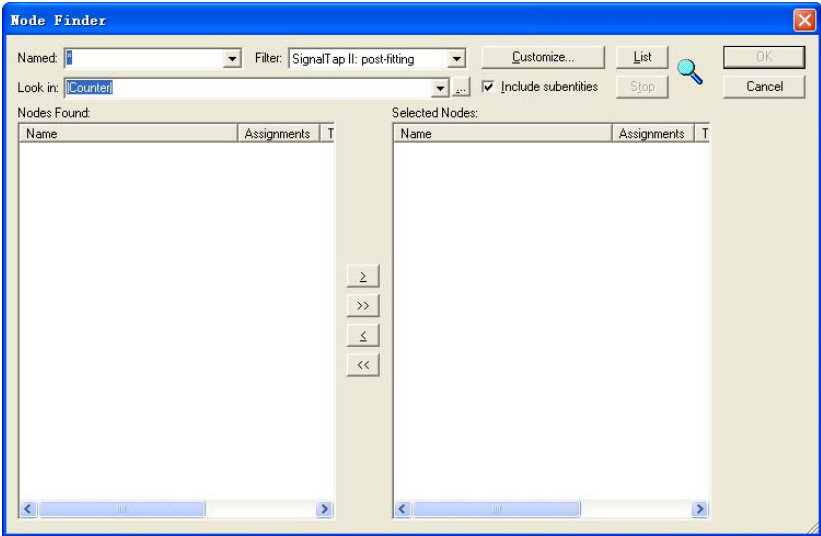 Node Finder
Named: * Filter: SignalTap II: post-fitting Customize... List OK
Look in: |Counter| ... Include subentities Stop Cancel
Nodes Found: Selected Nodes:
Name Assignments T Name Assignments T
>
>>
<
<<